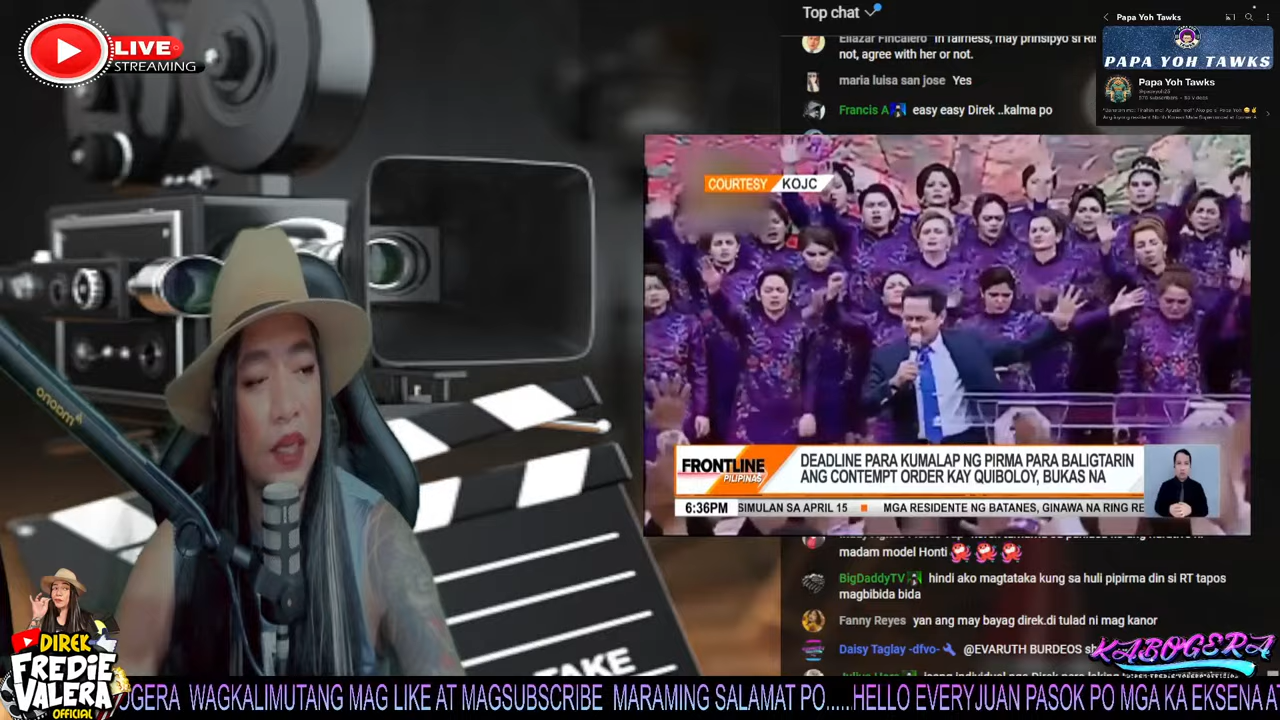 LIVE
STREAMING
Top chat
Eliazar Fincalero in fairness, may prinsipyo si
not, agree with her or not.
maria luisa san jose Yes
Francis A easy easy Direk ..kalma po
Papa Yoh Tawks
PAPA YOH TAWKS
Papa Yoh Tawks
COURTESY KOJC
maono
FRONTLINE
PILIPINAS
DEADLINE PARA KUMALAP NG PIRMA PARA BALIGTARIN
ANG CONTEMPT ORDER KAY QUIBOLOY, BUKAS NA
6:36PM SIMULAN SA APRIL 15 MGA RESIDENTE NG BATANES, GINAWA NA RING RE
madam model Honti
BigDaddyTV hindi ako magtataka kung sa huli pipirma din si RT tapos
magbibida bida
Fanny Reyes yan ang may bayag direk.di tulad ni mag kanor
Daisy Taglay -dfvo- @EVARUTH BURDEOS
KABOGERA
TAKE
DIREK
FREDIE
VALERA
OFFICIAL
OGERA WAGKALIMUTANG MAG LIKE AT MAGSUBSCRIBE MARAMING SALAMAT PO.....HELLO EVERYJUAN PASOK PO MGA KA EKSENA A